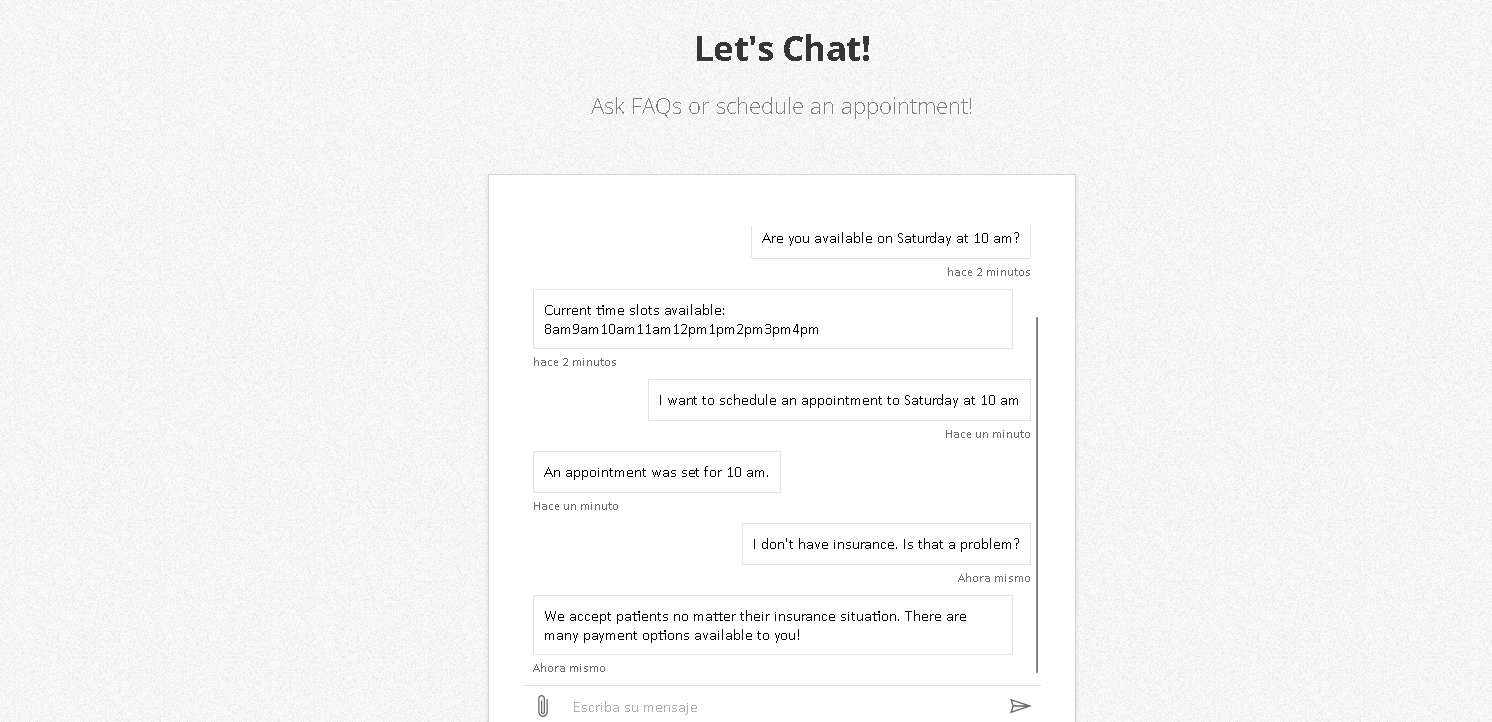 Let's Chat!
Ask FAQs or schedule an appointment!
Are you available on Saturday at 10 am?
hace 2 minutos
Current time slots available:
8am9am10am11am12pm1pm2pm3pm4pm
hace 2 minutos
I want to schedule an appointment to Saturday at 10 am
Hace un minuto
An appointment was set for 10 am.
Hace un minuto
I don't have insurance. Is that a problem?
Ahora mismo
We accept patients no matter their insurance situation. There are
many payment options available to you!
Ahora mismo
Escriba su mensaje